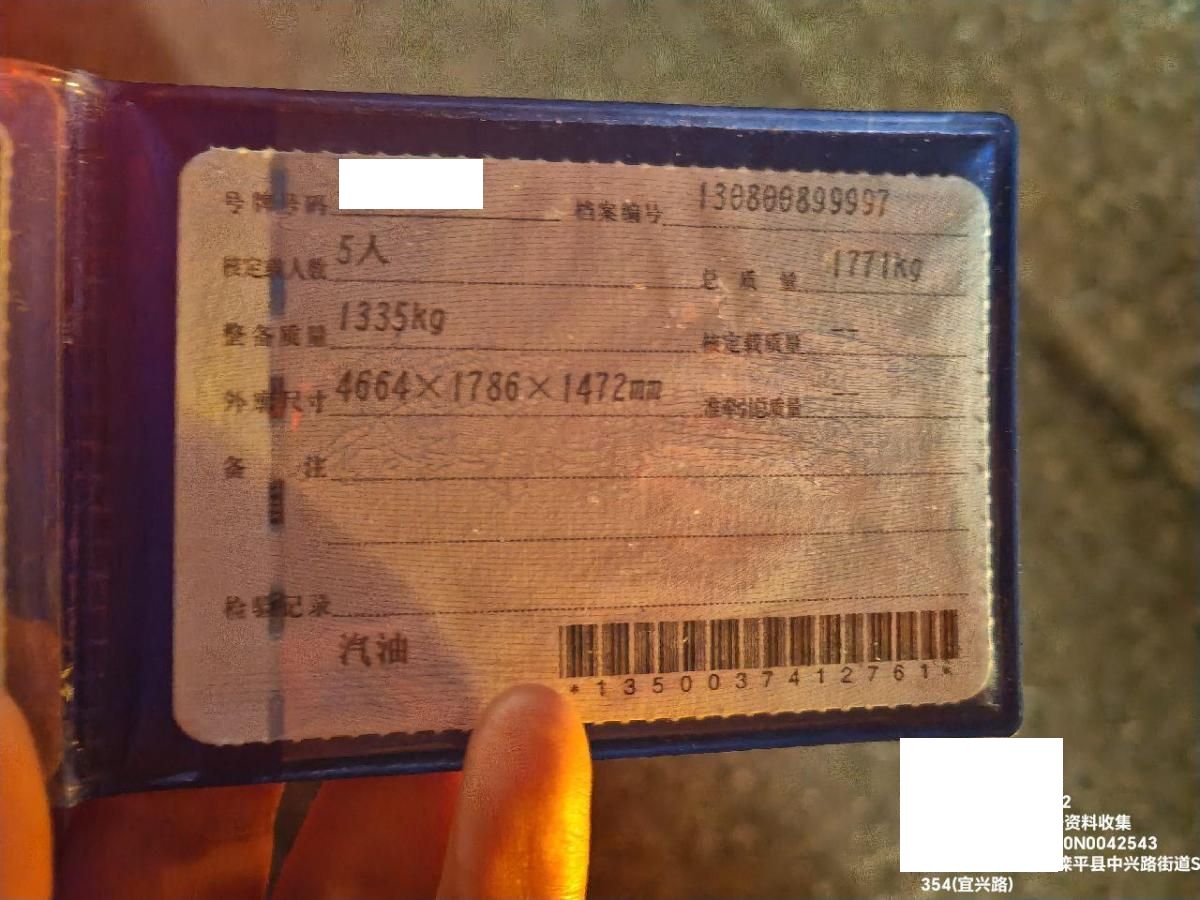 号牌号码 档案编号 130800899997
核定载人数 5人 总质量 1771kg
整备质量 1335kg 核定载质量 --
外廓尺寸 4664×1786×1472mm 准牵引总质量 --
备注
检验记录
汽油
*1350037412761*
2
资料收集
0N0042543
滦平县中兴路街道S
354(宜兴路)